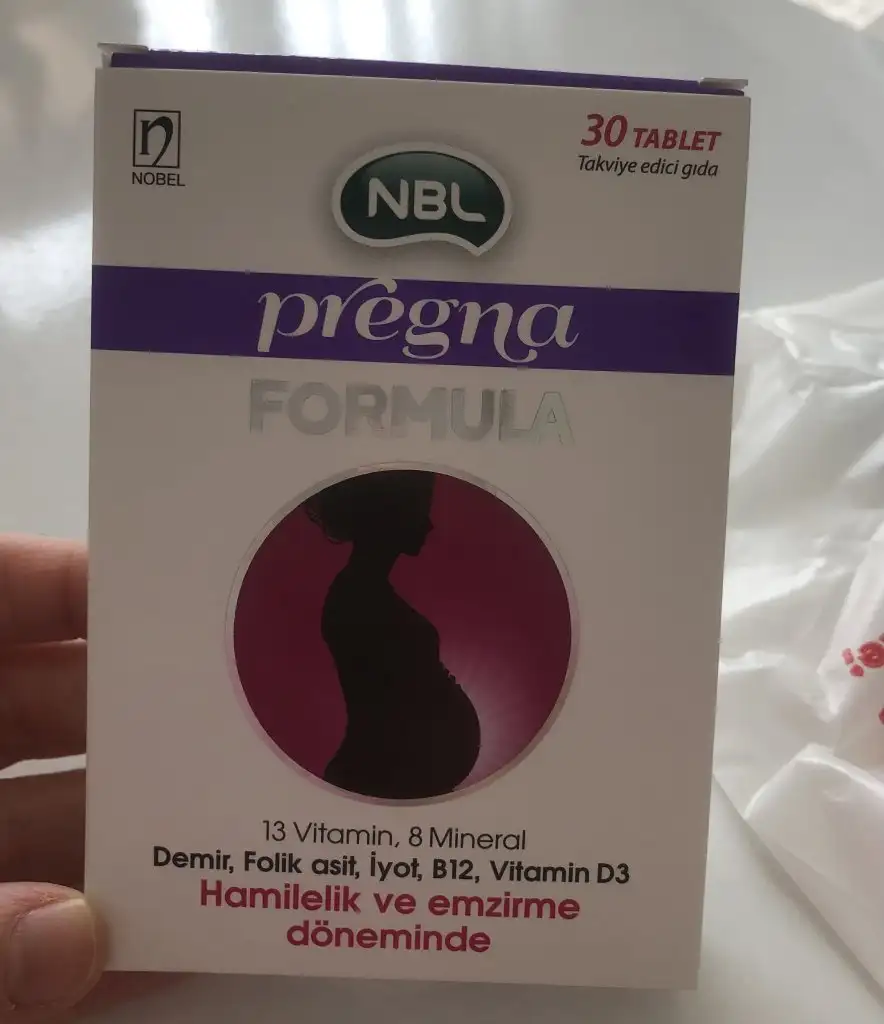 NOBEL
30 TABLET
Takviye edici gıda
NBL
pregna
FORMULA
13 Vitamin, 8 Mineral
Demir, Folik asit, İyot, B12, Vitamin D3
Hamilelik ve emzirme
döneminde